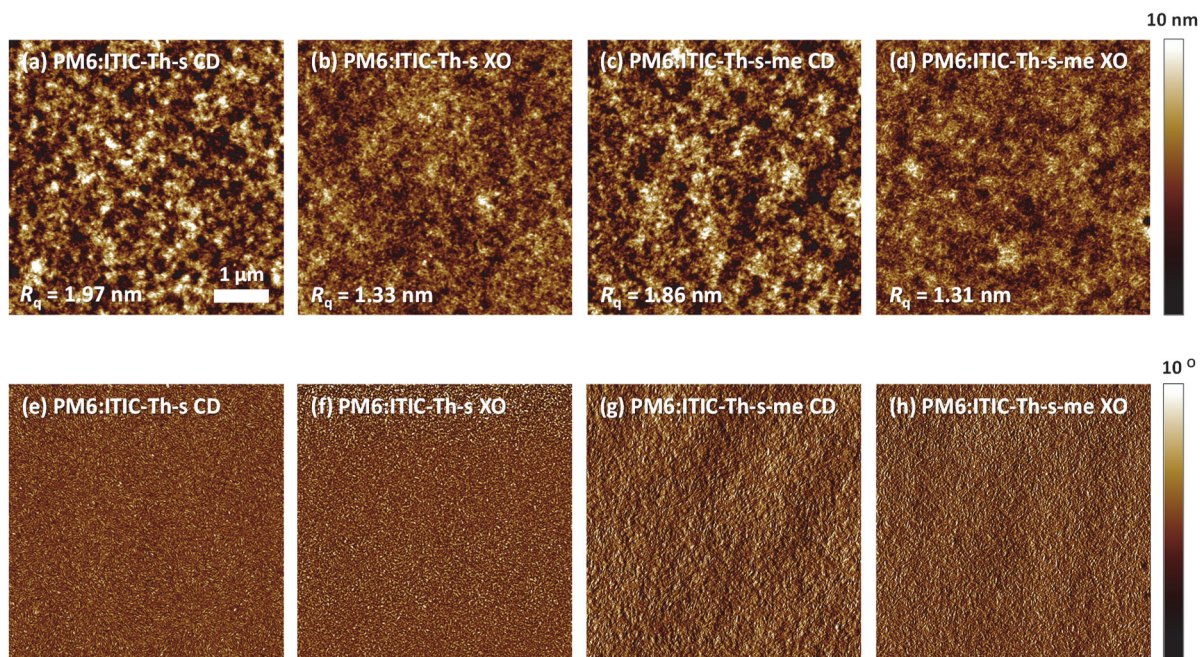 10 nm
(a) PM6:ITIC-Th-s CD
(b) PM6:ITIC-Th-s XO
(c) PM6:ITIC-Th-s-me CD
(d) PM6:ITIC-Th-s-me XO
1 μm
Rq = 1.97 nm
Rq = 1.33 nm
Rq = 1.86 nm
Rq = 1.31 nm
10 °
(e) PM6:ITIC-Th-s CD
(f) PM6:ITIC-Th-s XO
(g) PM6:ITIC-Th-s-me CD
(h) PM6:ITIC-Th-s-me XO